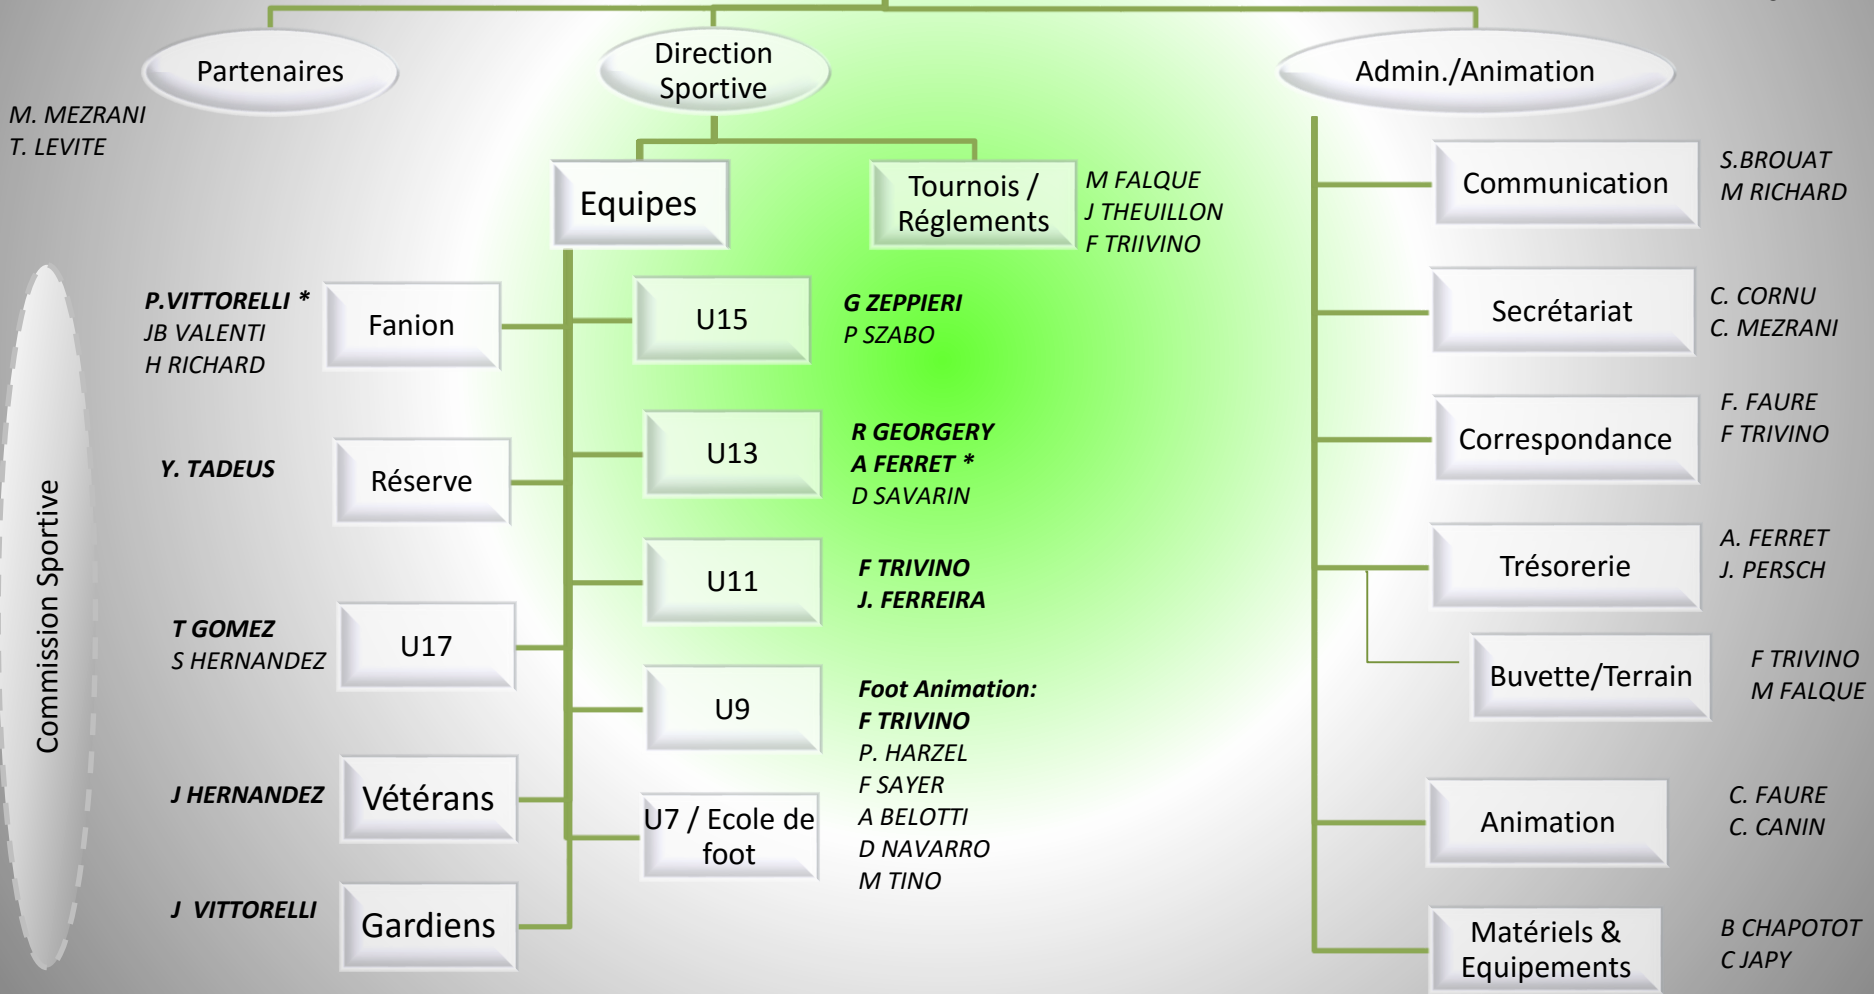 Partenaires
M. MEZRANI
T. LEVITE
Direction
Sportive
Admin./Animation
Equipes
Tournois /
Réglements
M FALQUE
J THEUILLON
F TRIIVINO
Commission Sportive
P.VITTORELLI *
JB VALENTI
H RICHARD
Fanion
Y. TADEUS
Réserve
T GOMEZ
S HERNANDEZ
U17
J HERNANDEZ
Vétérans
J VITTORELLI
Gardiens
U15
G ZEPPIERI
P SZABO
U13
R GEORGERY
A FERRET *
D SAVARIN
U11
F TRIVINO
J. FERREIRA
U9
Foot Animation:
F TRIVINO
P. HARZEL
F SAYER
A BELOTTI
D NAVARRO
M TINO
U7 / Ecole de
foot
Communication
S.BROUAT
M RICHARD
Secrétariat
C. CORNU
C. MEZRANI
Correspondance
F. FAURE
F TRIVINO
Trésorerie
A. FERRET
J. PERSCH
Buvette/Terrain
F TRIVINO
M FALQUE
Animation
C. FAURE
C. CANIN
Matériels &
Equipements
B CHAPOTOT
C JAPY